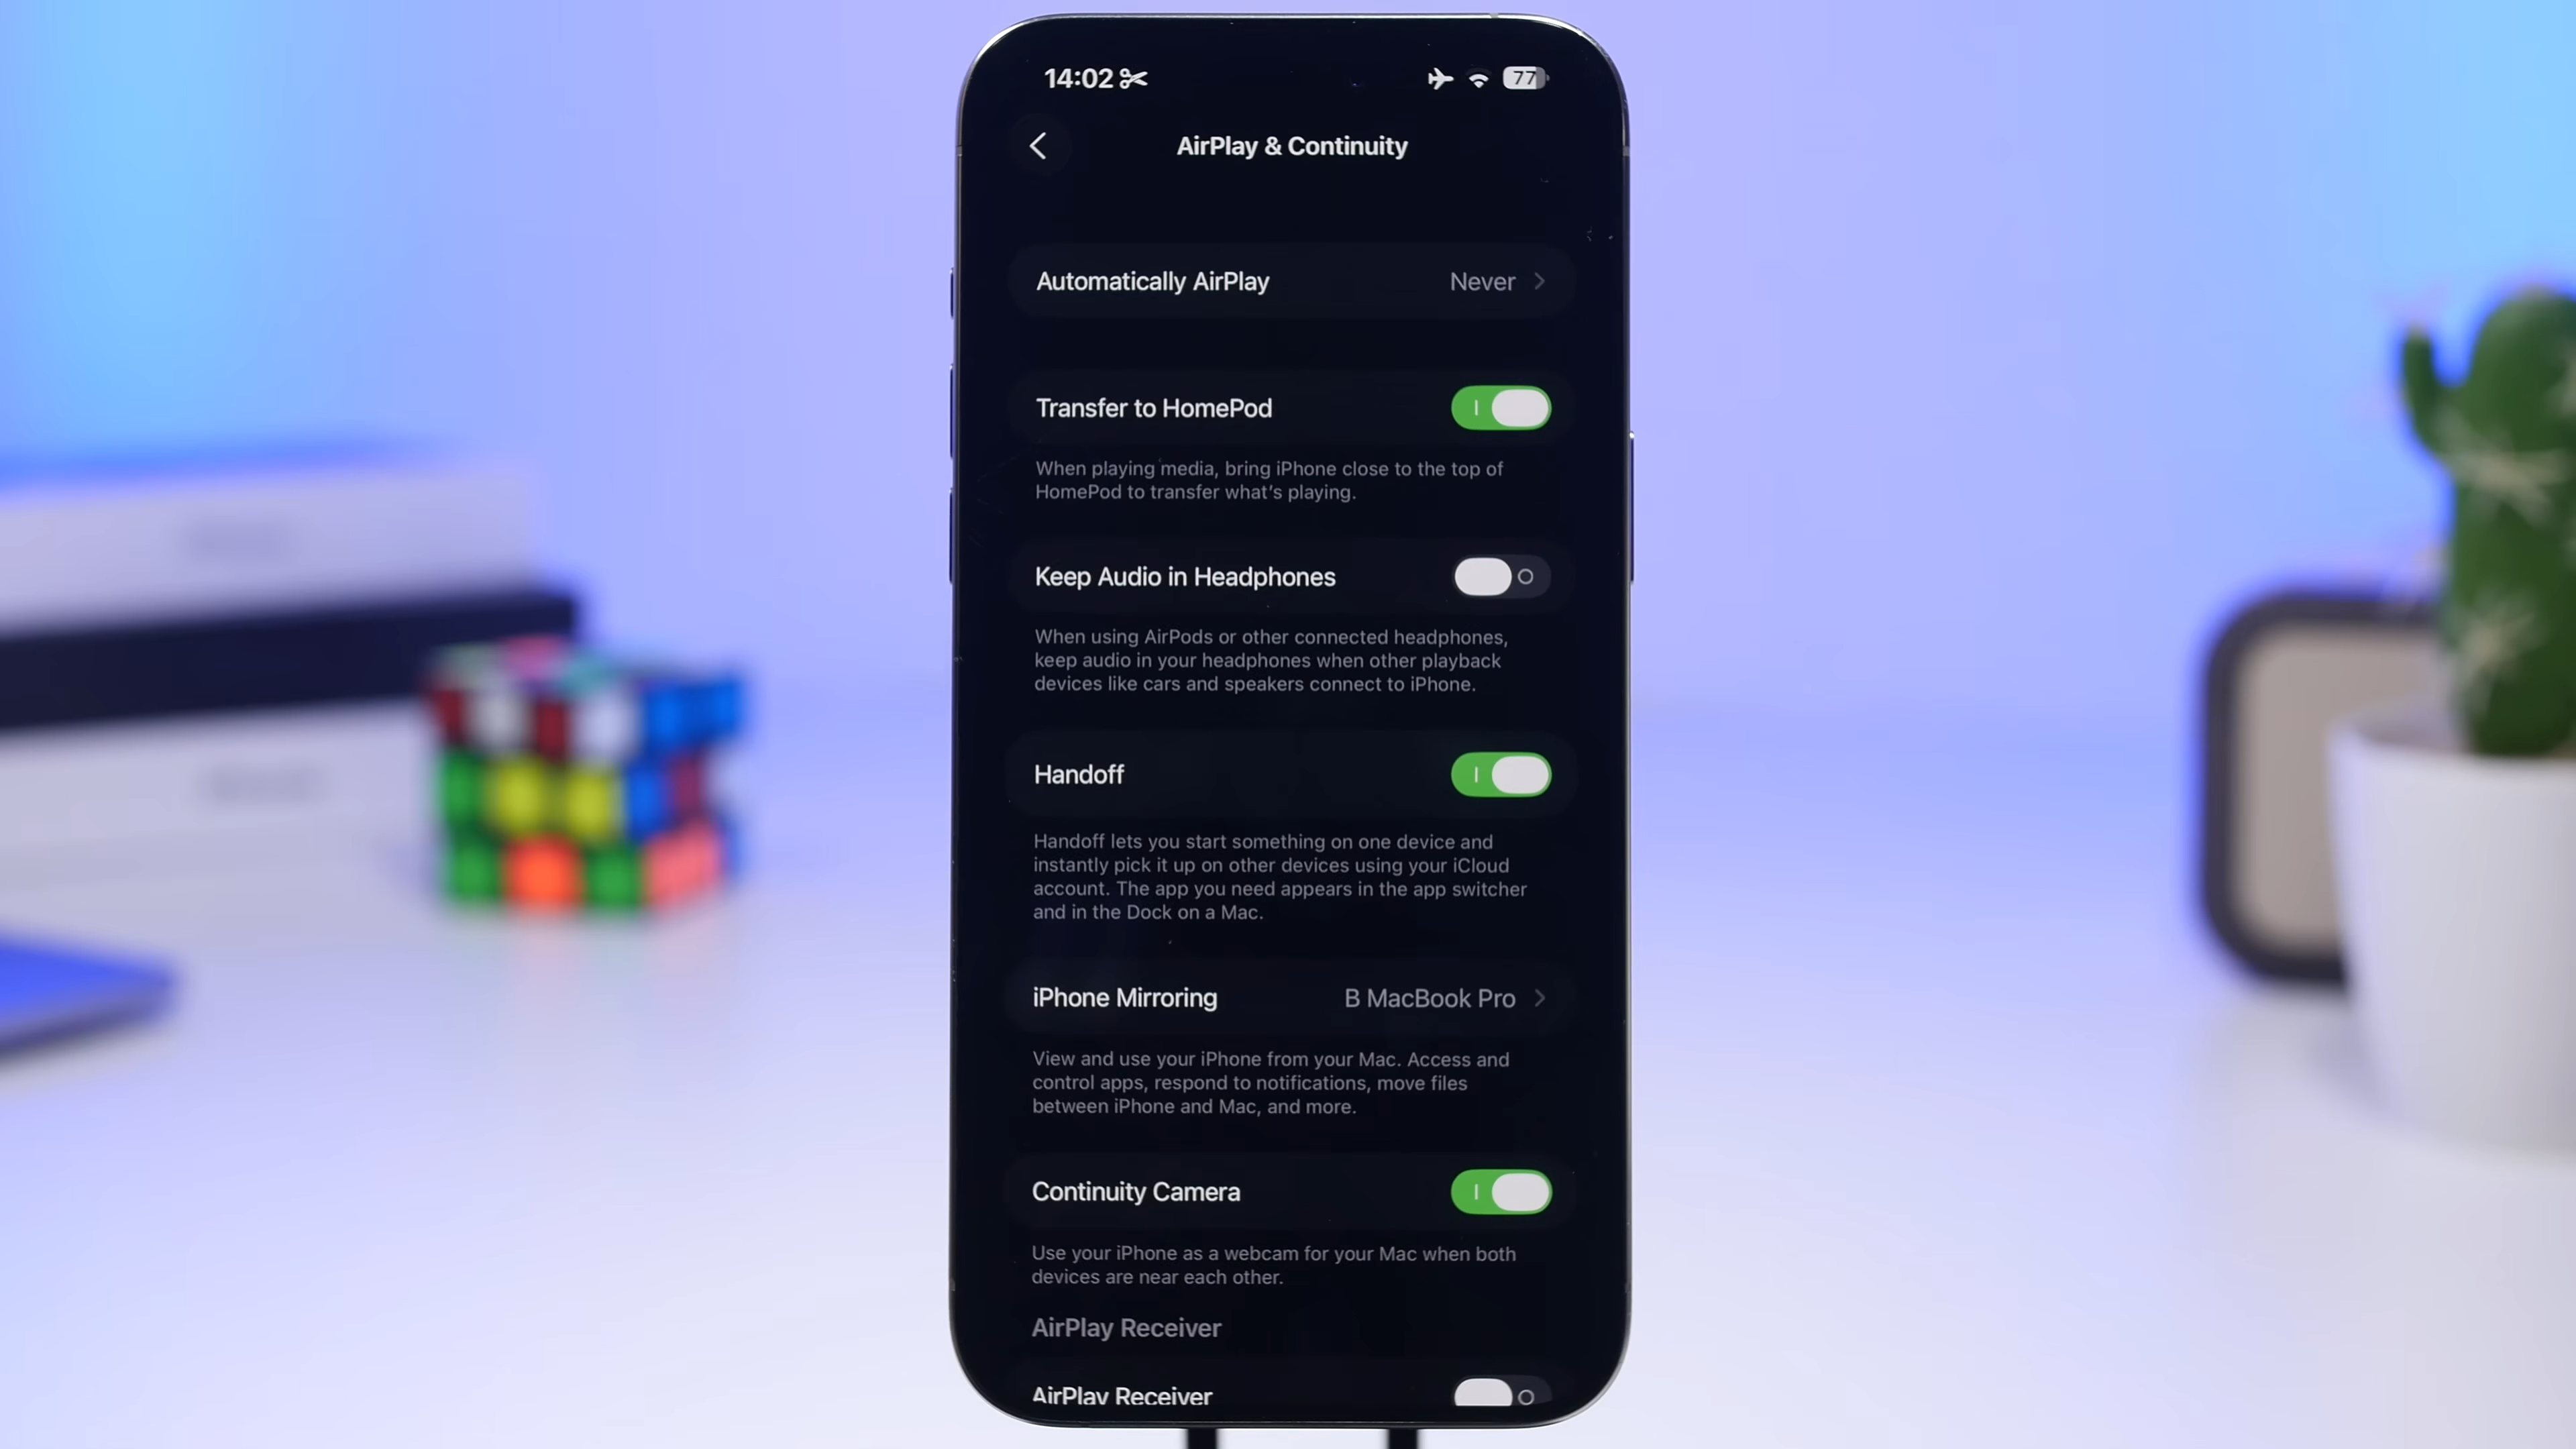 14:02
77
AirPlay & Continuity
Automatically AirPlay
Never
Transfer to HomePod
When playing media, bring iPhone close to the top of
HomePod to transfer what's playing.
Keep Audio in Headphones
When using AirPods or other connected headphones,
keep audio in your headphones when other playback
devices like cars and speakers connect to iPhone.
Handoff
Handoff lets you start something on one device and
instantly pick it up on other devices using your iCloud
account. The app you need appears in the app switcher
and in the Dock on a Mac.
iPhone Mirroring
B MacBook Pro
View and use your iPhone from your Mac. Access and
control apps, respond to notifications, move files
between iPhone and Mac, and more.
Continuity Camera
Use your iPhone as a webcam for your Mac when both
devices are near each other.
AirPlay Receiver
AirPlay Receiver